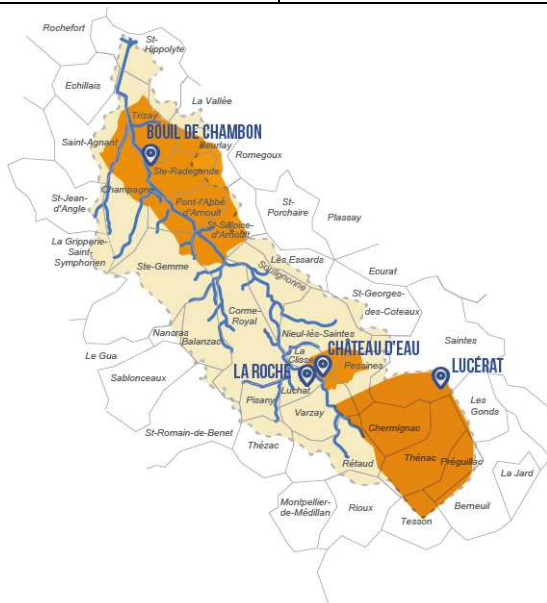 Rochefort
St-
Hippolyte
Echillais
La Vallée
Trizay
Saint-Agnant
BOUIL DE CHAMBON
Beurlay
Romegoux
Ste-Radegonde
Champagne
St-Jean-
d'Angle
Pont-l'Abbé
d'Arnoult
St-
Porchaire
Plassay
St-Sulpice-
d'Arnoult
La Gripperie-
Saint-
Symphorien
Ste-Gemme
Les Essards
Soulignonne
Ecurat
St-Georges-
des-Coteaux
Corme-
Royal
Nancras
Balanzac
Nieul-lès-Saintes
Saintes
Le Gua
La
Clisse
CHÂTEAU D'EAU
LUCÉRAT
Sablonceaux
LA ROCHE
Pessines
Luchat
Pisany
Varzay
Les
Gonds
Chermignac
St-Romain-de-Benet
Thézac
Thénac
Préguillac
Rétaud
La Jard
Montpellier-
de-Médillan
Rioux
Berneuil
Tesson